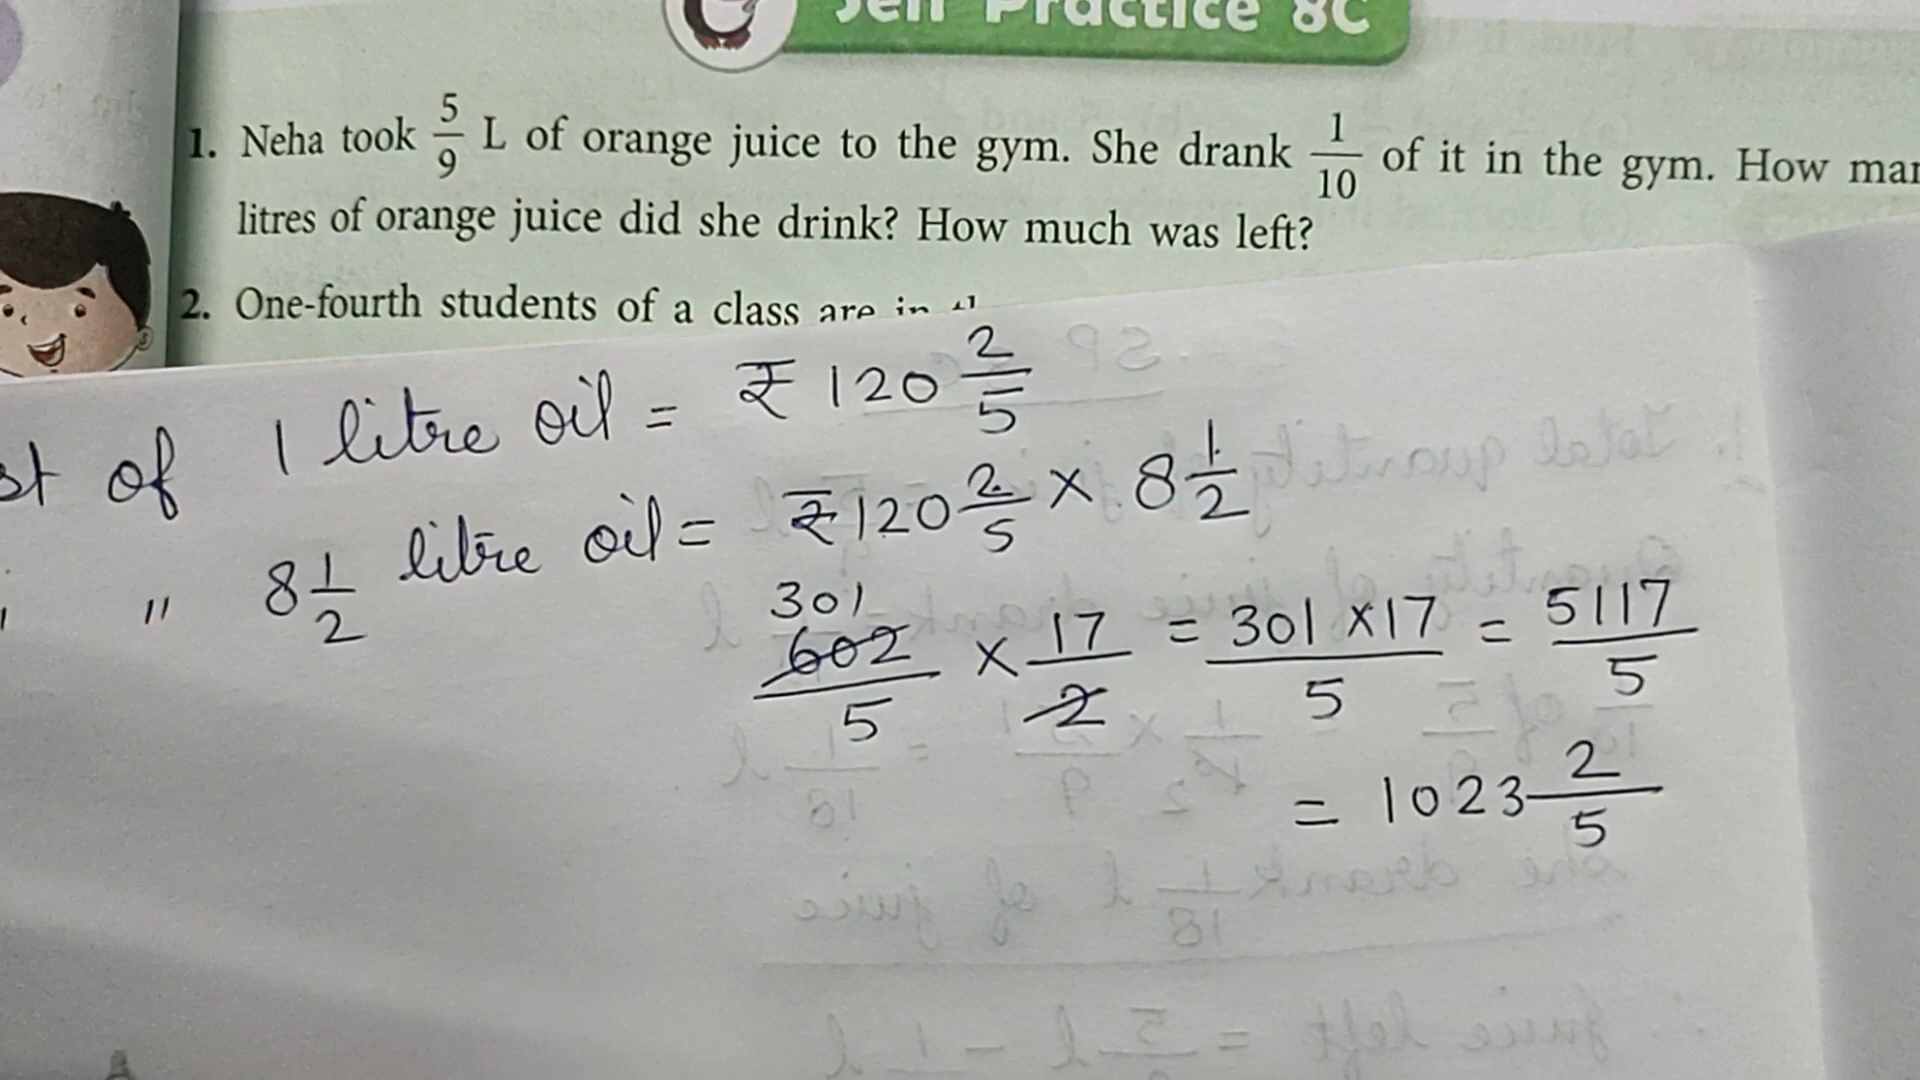 Self Practice 8C
1. Neha took 5/9 L of orange juice to the gym. She drank 1/10 of it in the gym. How
litres of orange juice did she drink? How much was left?
2. One-fourth students of a class are in
of 1 litre oil = ₹ 120 2/5
" 8 1/2 litre oil = ₹ 120 2/5 × 8 1/2
301
602/5 × 17/2 = 301 × 17/5 = 5117/5
= 1023 2/5